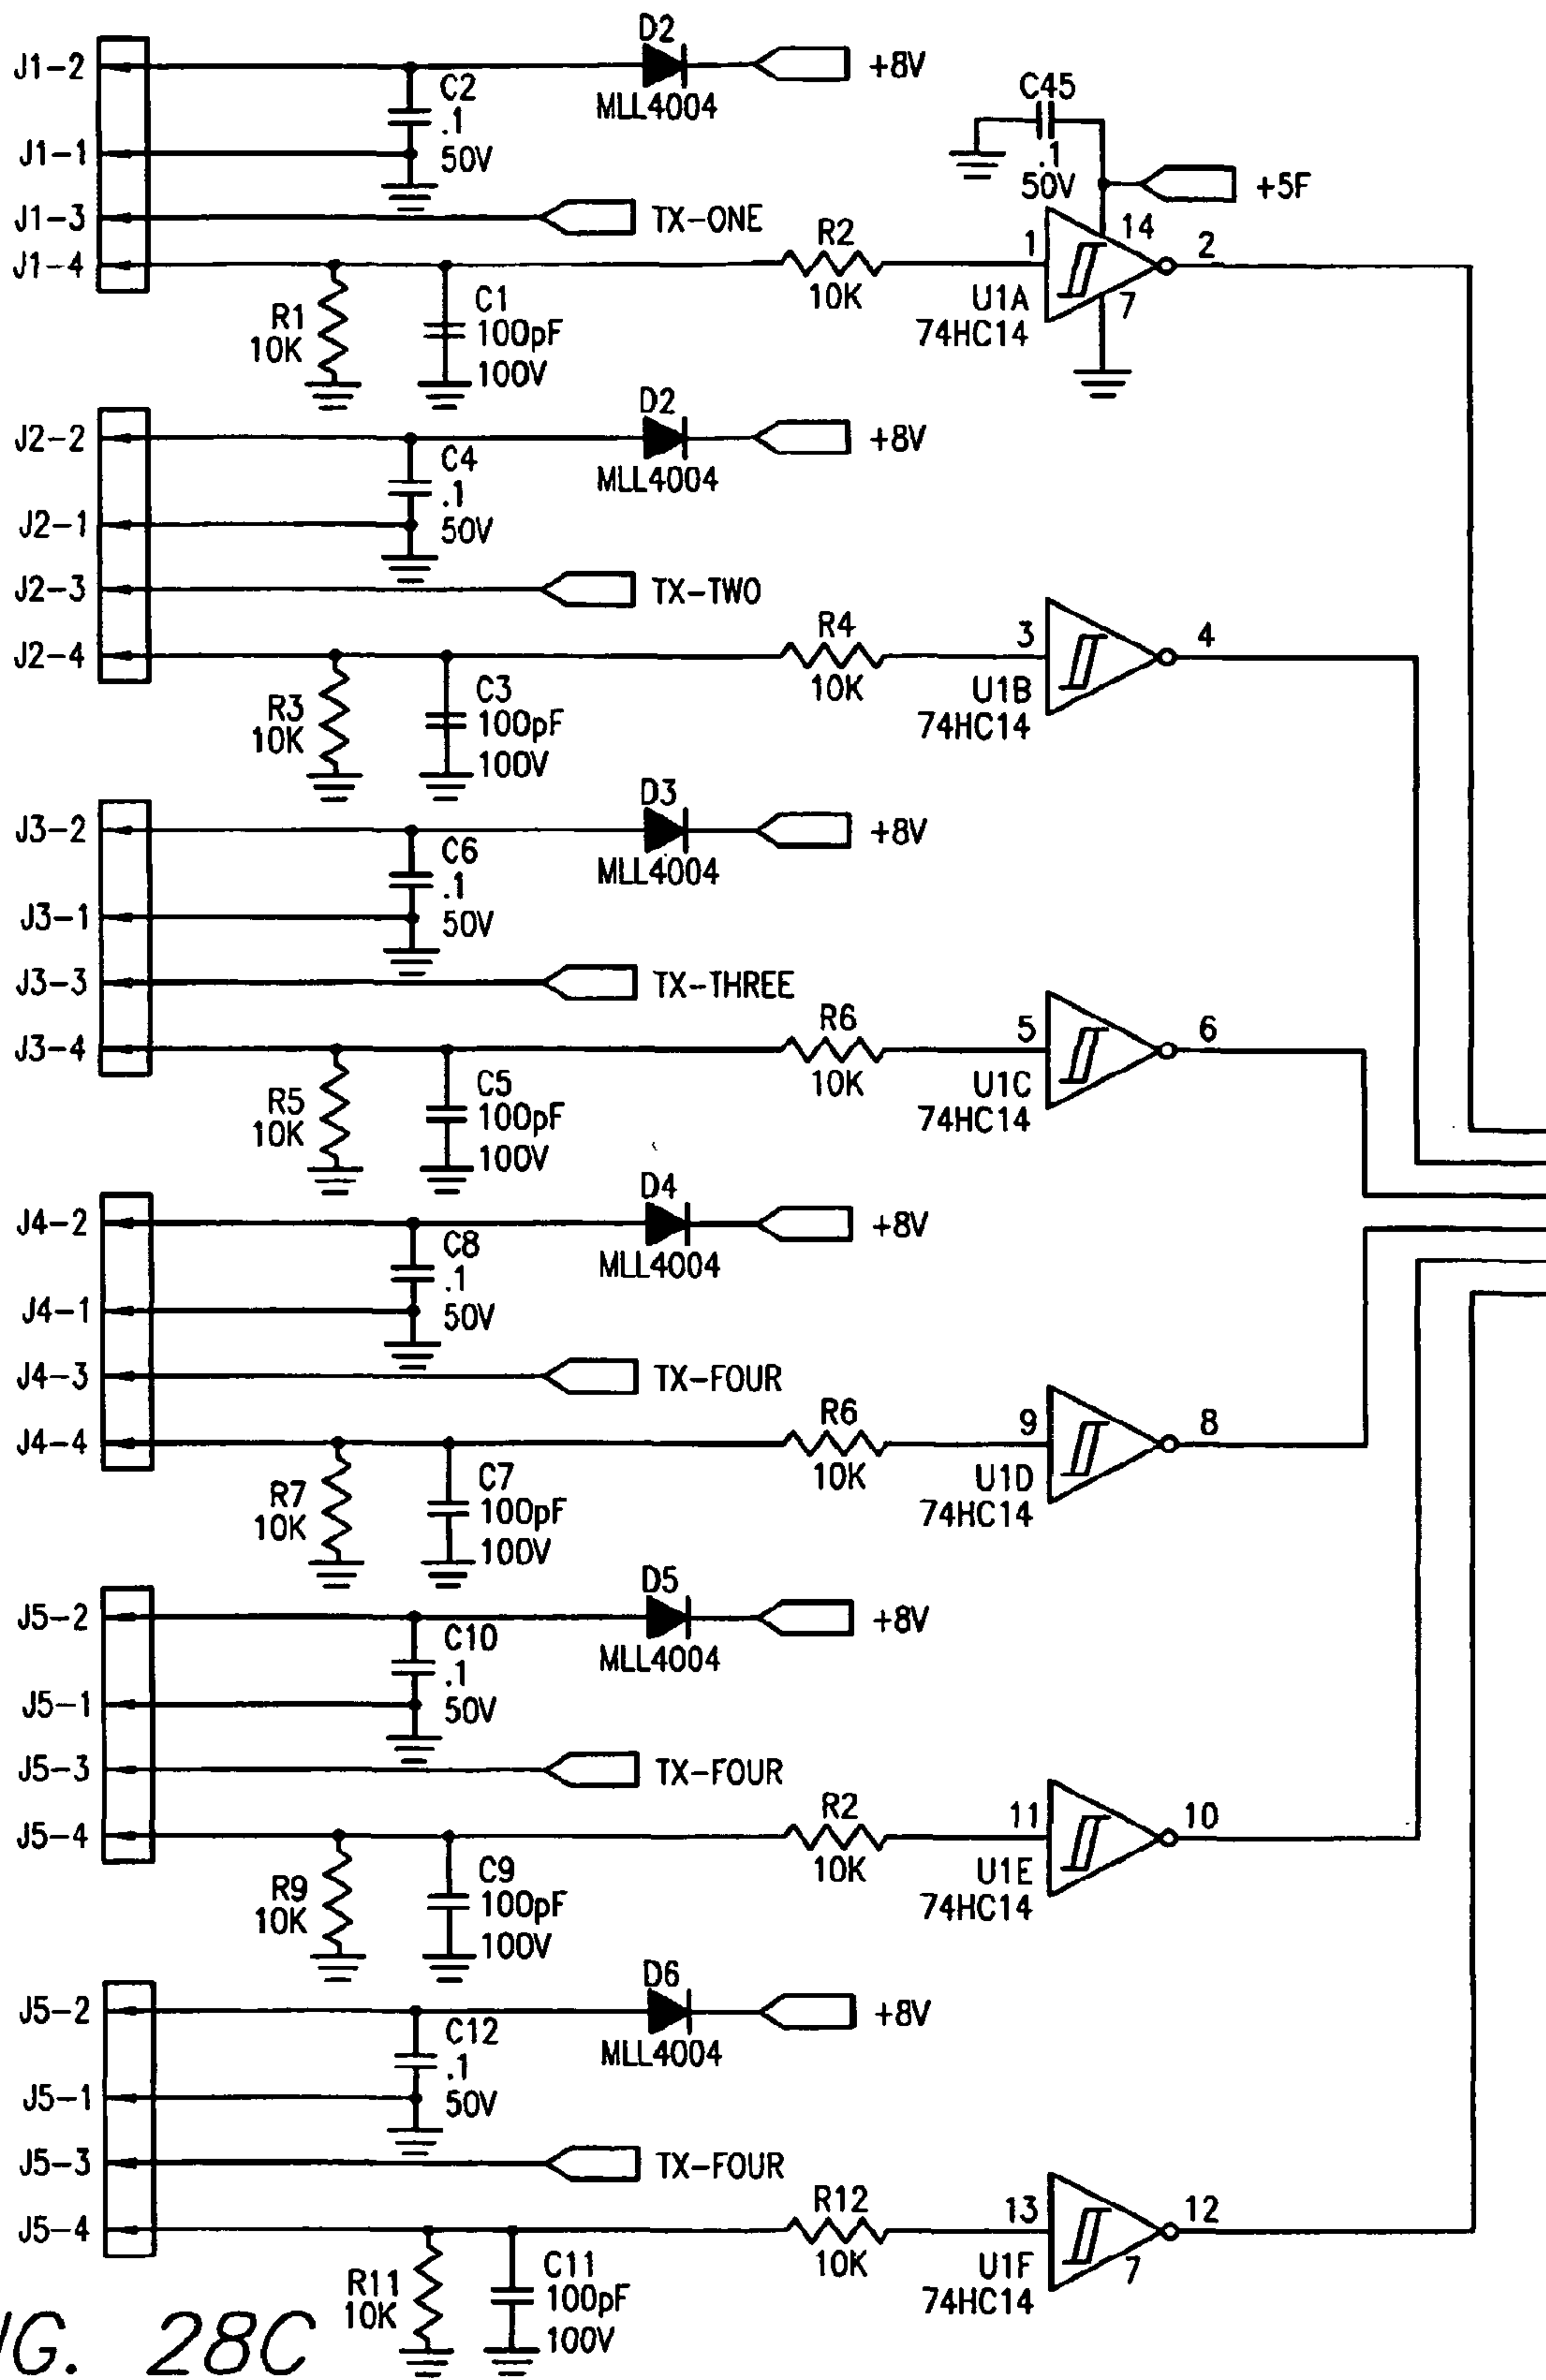 J1-2
D2
MLL4004
+8V
C2
.1
50V
J1-1
C45
.1
50V
+5F
J1-3
TX-ONE
J1-4
R1
10K
C1
100pF
100V
R2
10K
1
14
2
7
U1A
74HC14
J2-2
D2
MLL4004
+8V
C4
.1
50V
J2-1
J2-3
TX-TWO
J2-4
R3
10K
C3
100pF
100V
R4
10K
3
4
U1B
74HC14
J3-2
D3
MLL4004
+8V
C6
.1
50V
J3-1
J3-3
TX-THREE
J3-4
R5
10K
C5
100pF
100V
R6
10K
5
6
U1C
74HC14
J4-2
D4
MLL4004
+8V
C8
.1
50V
J4-1
J4-3
TX-FOUR
J4-4
R7
10K
C7
100pF
100V
R6
10K
9
8
U1D
74HC14
J5-2
D5
MLL4004
+8V
C10
.1
50V
J5-1
J5-3
TX-FOUR
J5-4
R9
10K
C9
100pF
100V
R2
10K
11
10
U1E
74HC14
J5-2
D6
MLL4004
+8V
C12
.1
50V
J5-1
J5-3
TX-FOUR
J5-4
R11
10K
C11
100pF
100V
R12
10K
13
12
7
U1F
74HC14
IG. 28C